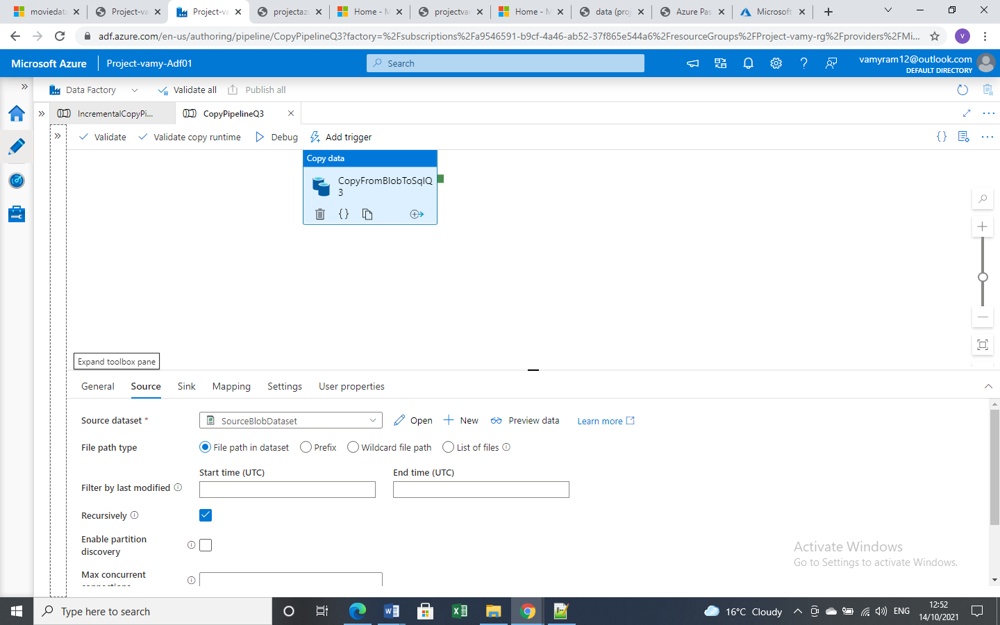 moviedat
Project-va
Project-va
projectaz
Home - M
projectvar
Home - M
data (proj
Azure Pas
Microsoft
adf.azure.com/en-us/authoring/pipeline/CopyPipelineQ3?factory=%2Fsubscriptions%2Fa9546591-b9cf-4a46-ab52-37f865e544a6%2FresourceGroups%2FProject-vamy-rg%2Fproviders%2FMi...
v
Microsoft Azure
Project-vamy-Adf01
Search
vamyram12@outlook.com
DEFAULT DIRECTORY
Data Factory
Validate all
Publish all
IncrementalCopyPi...
CopyPipelineQ3
Validate
Validate copy runtime
Debug
Add trigger
Copy data
CopyFromBlobToSqlQ
3
Expand toolbox pane
General
Source
Sink
Mapping
Settings
User properties
Source dataset *
SourceBlobDataset
Open
New
Preview data
Learn more
File path type
File path in dataset
Prefix
Wildcard file path
List of files
Start time (UTC)
End time (UTC)
Filter by last modified
Recursively
Enable partition
discovery
Max concurrent
connections
Activate Windows
Go to Settings to activate Windows.
Type here to search
16°C Cloudy
ENG
12:52
14/10/2021